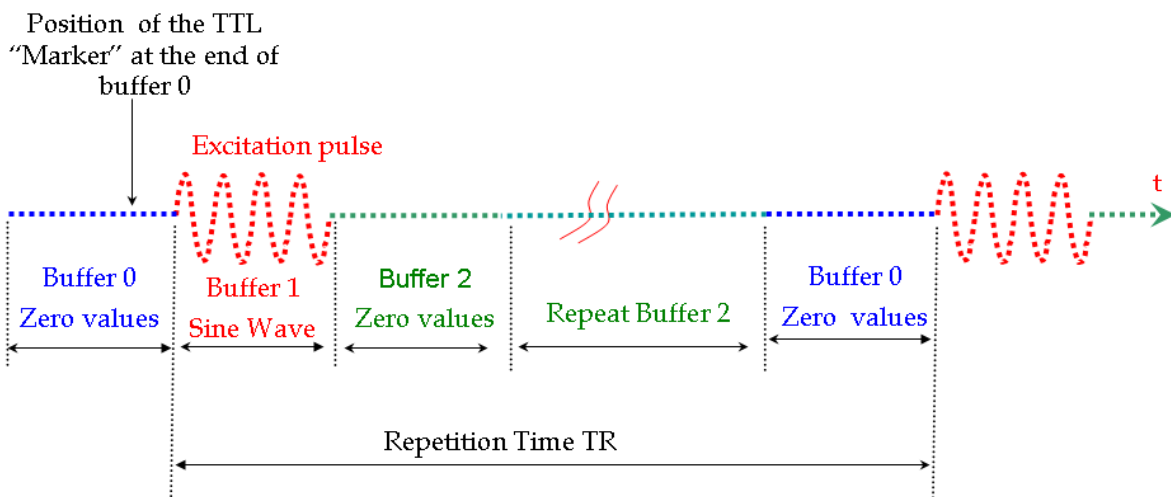 Position of the TTL
“Marker” at the end of
buffer 0
Excitation pulse
t
Buffer 0
Zero values
Buffer 1
Sine Wave
Buffer 2
Zero values
Repeat Buffer 2
Buffer 0
Zero values
Repetition Time TR